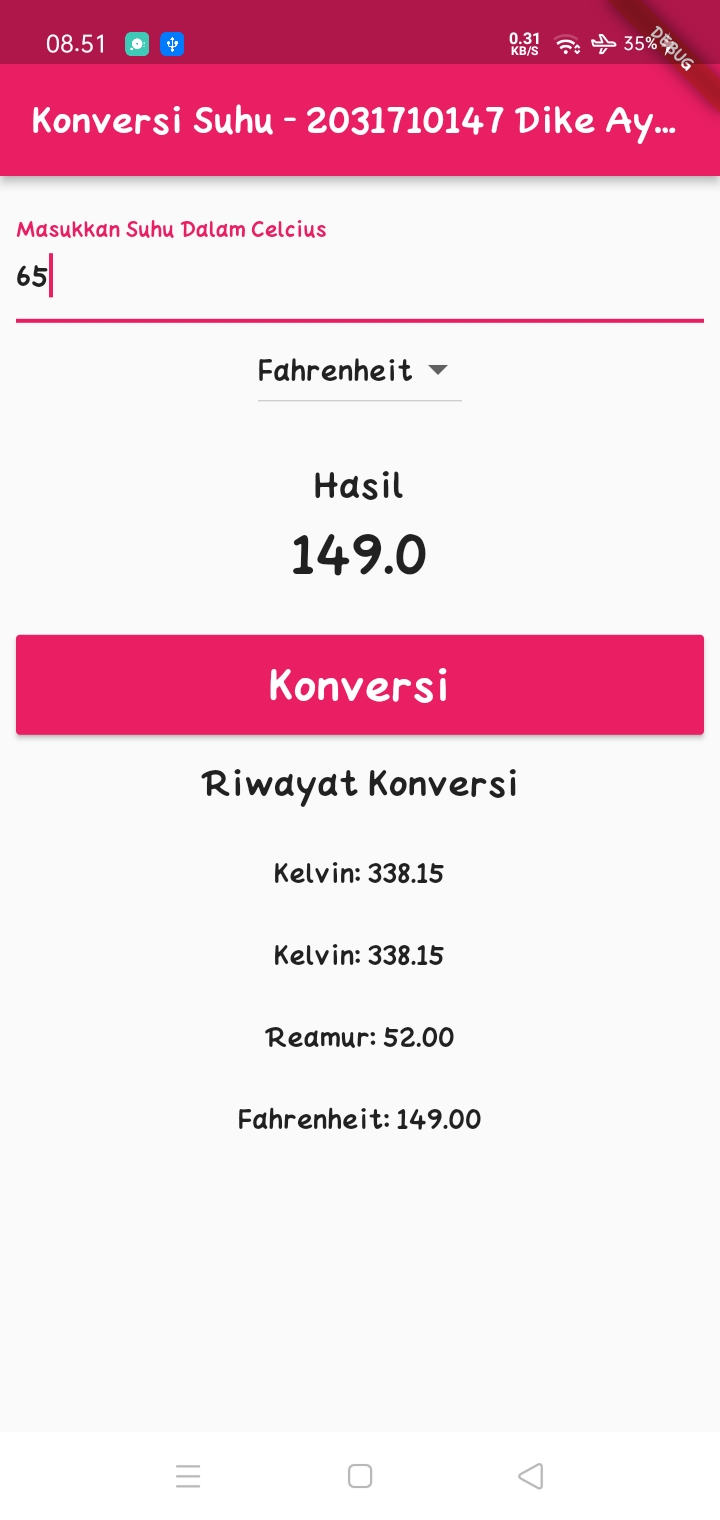 08.51
0.31
KB/S
35%
DEBUG
Konversi Suhu - 2031710147 Dike Ay...
Masukkan Suhu Dalam Celcius
65
Fahrenheit
Hasil
149.0
Konversi
Riwayat Konversi
Kelvin: 338.15
Kelvin: 338.15
Reamur: 52.00
Fahrenheit: 149.00